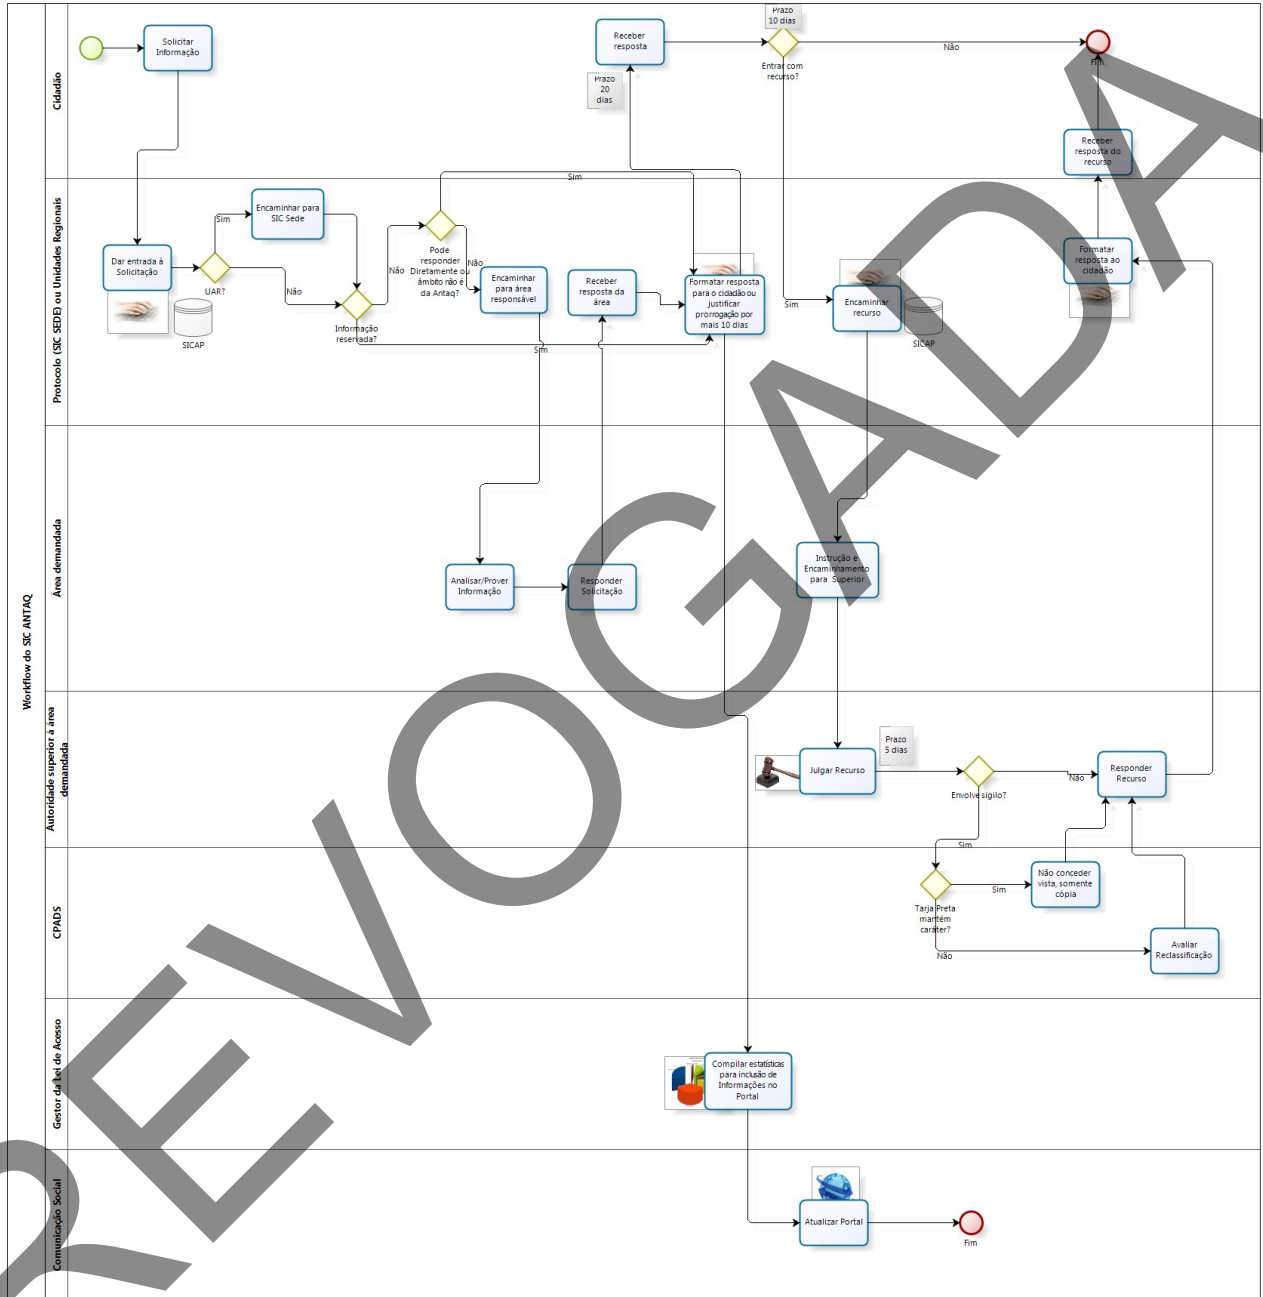 Workflow do SIC ANTAQ
Cidadão
Solicitar
Informação
Receber
resposta
Prazo
20
dias
Prazo
10 dias
Entrar com
recurso?
Não
Fim
Receber
resposta do
recurso
Protocolo (SIC SEDE) ou Unidades Regionais
Dar entrada à
Solicitação
SICAP
UAR?
Sim
Não
Encaminhar para
SIC Sede
Informação
reservada?
Não
Sim
Pode
responder
Diretamente ou
âmbito não é
da Antaq?
Sim
Não
Encaminhar
para área
responsável
Receber
resposta da
área
Formatar resposta
para o cidadão ou
justificar
prorrogação por
mais 10 dias
Sim
Encaminhar
recurso
SICAP
Formatar
resposta ao
cidadão
Área demandada
Analisar/Prover
Informação
Responder
Solicitação
Instrução e
Encaminhamento
para Superior
Autoridade superior à área
demandada
Julgar Recurso
Prazo
5 dias
Envolve sigilo?
Não
Sim
Responder
Recurso
CPADS
Tarja Preta
mantém
caráter?
Sim
Não
Não conceder
vista, somente
cópia
Avaliar
Reclassificação
Gestor da Lei de Acesso
Compilar estatísticas
para inclusão de
Informações no
Portal
Comunicação Social
Atualizar Portal
Fim
REVOGADA